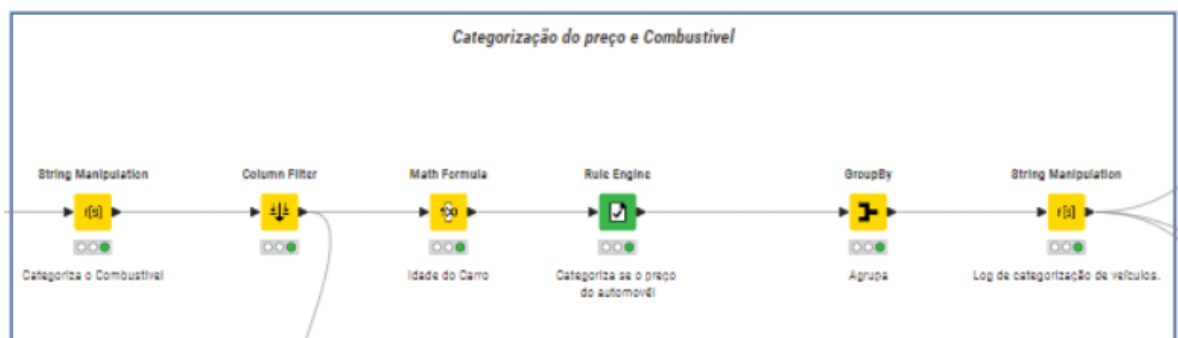 Categorização do preço e Combustivel
String Manipulation
Column Filter
Math Formula
Rule Engine
GroupBy
String Manipulation
Categoriza o Combustivel
Idade do Carro
Categoriza se o preço
do automovél
Agrupa
Log de categorização de veículos.